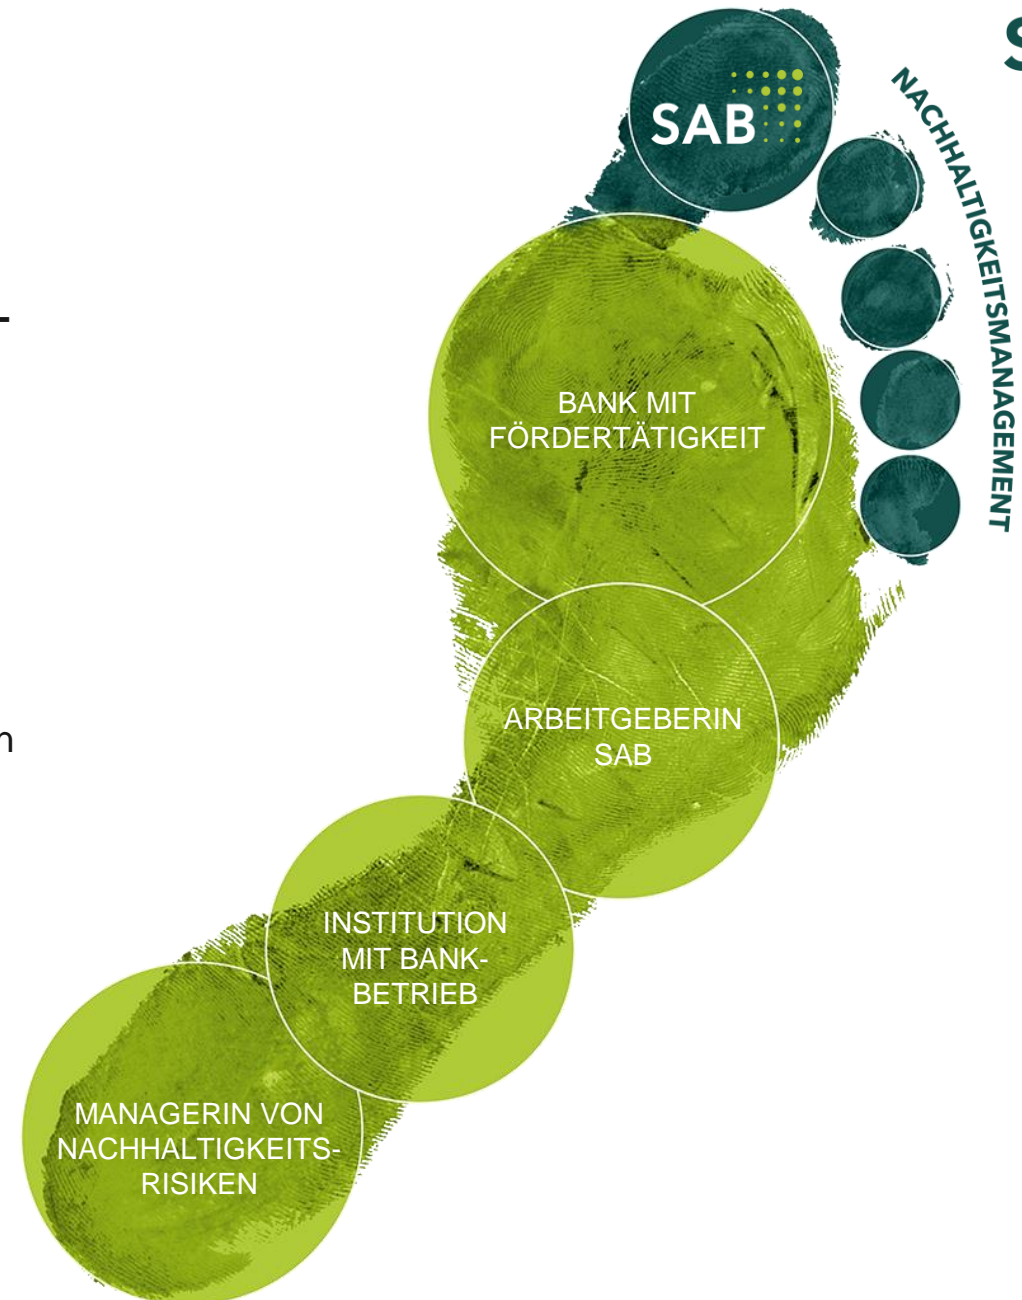 SAB
NACHHALTIGKEITSMANAGEMENT
BANK MIT
FÖRDERTÄTIGKEIT
ARBEITGEBERIN
SAB
INSTITUTION
MIT BANK-
BETRIEB
MANAGERIN VON
NACHHALTIGKEITS-
RISIKEN